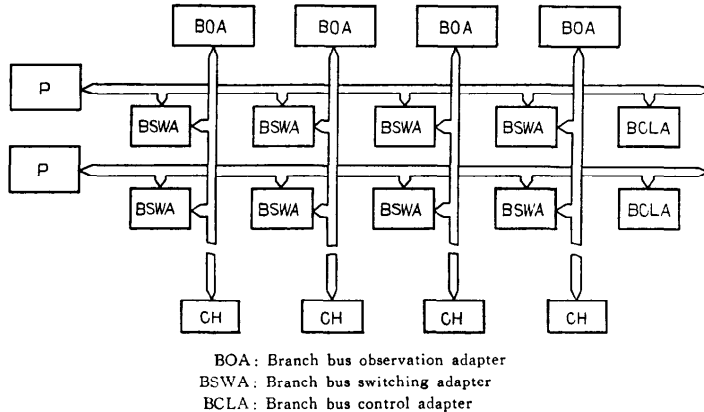 BOA BOA BOA BOA
P
BSWA BSWA BSWA BSWA BCLA
P
BSWA BSWA BSWA BSWA BCLA
CH CH CH CH
BOA: Branch bus observation adapter
BSWA: Branch bus switching adapter
BCLA: Branch bus control adapter